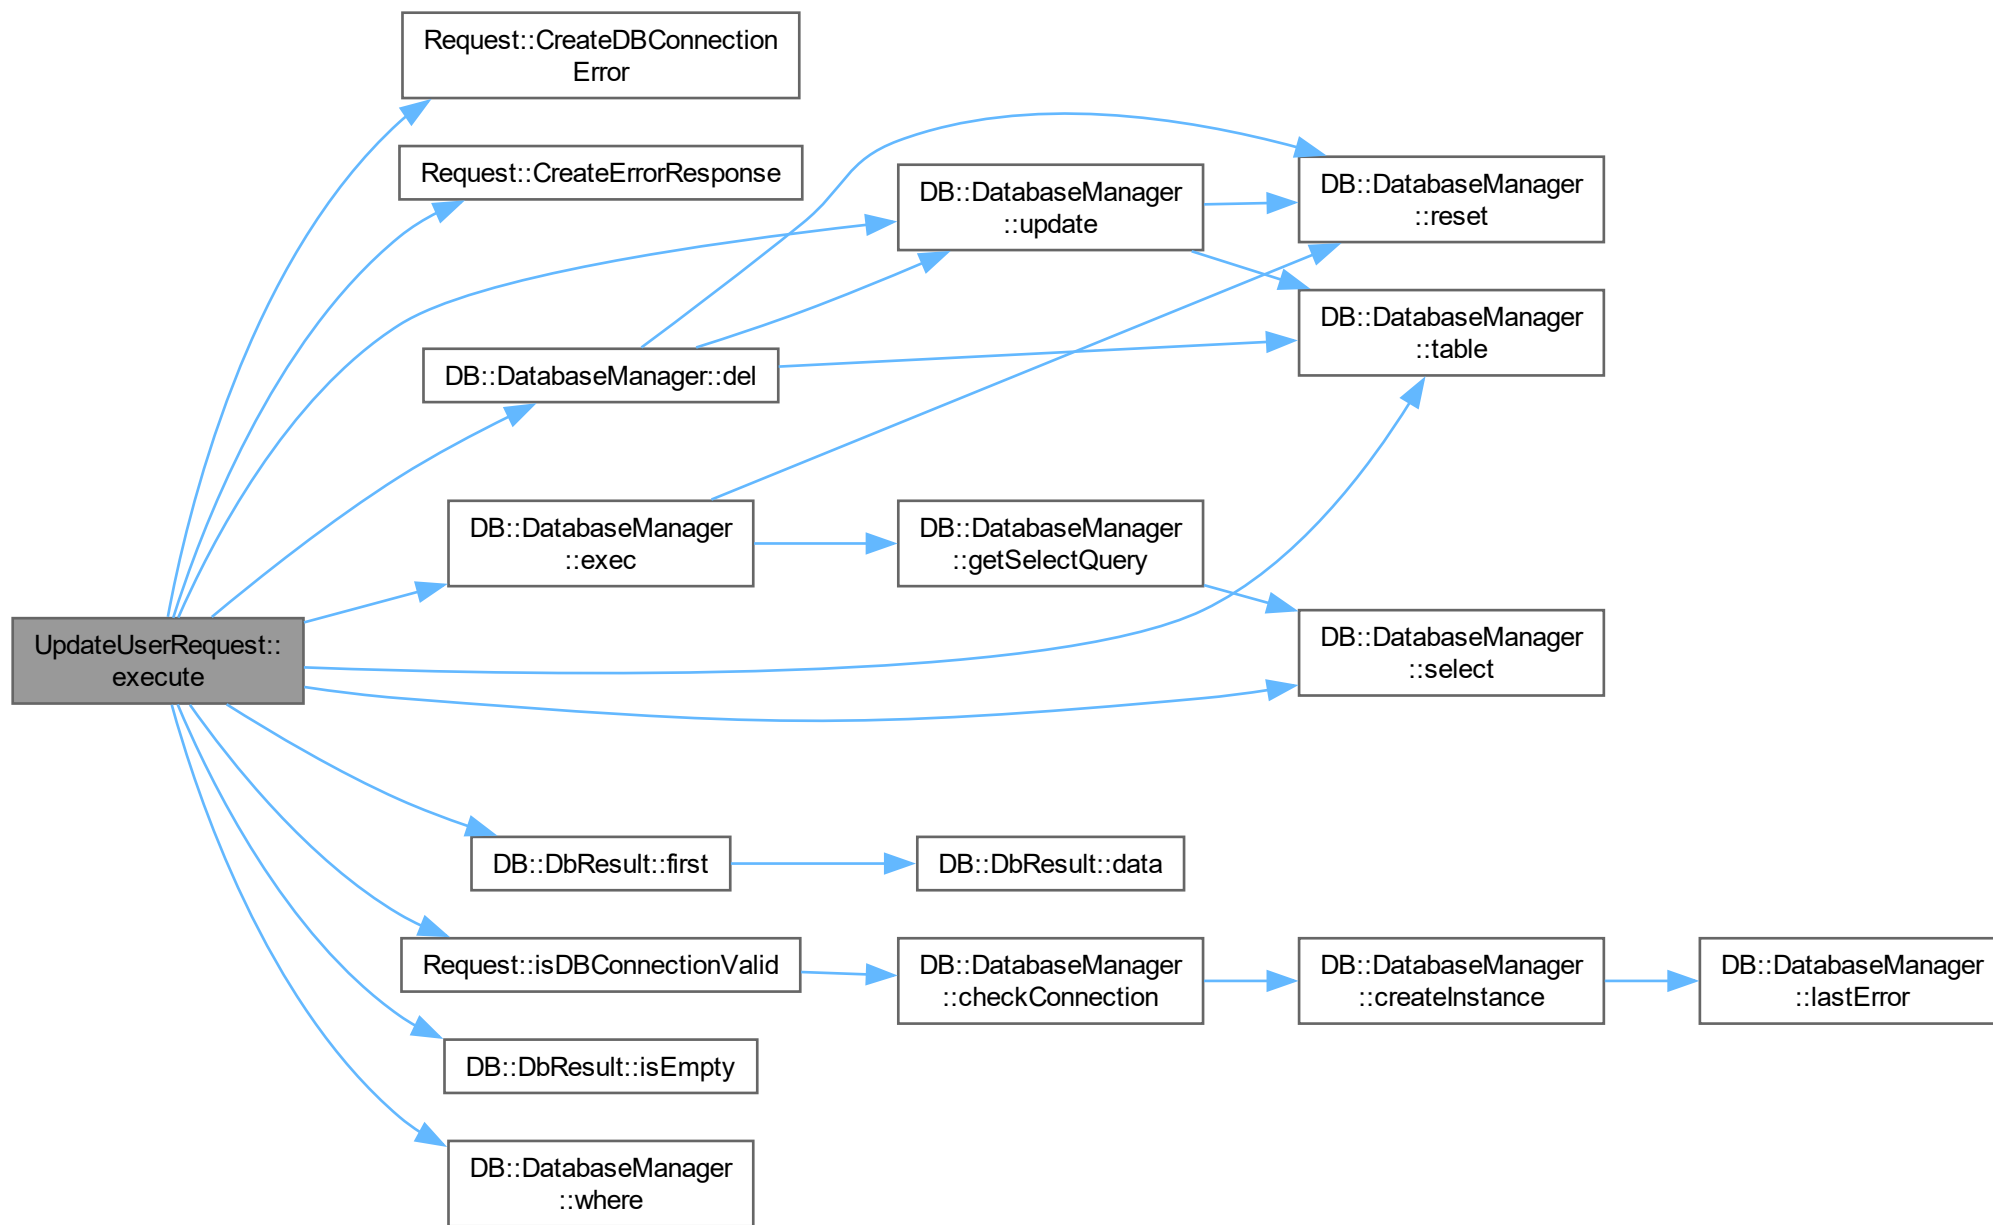 Request::CreateDBConnection
Error
Request::CreateErrorResponse
DB::DatabaseManager
::update
DB::DatabaseManager
::reset
DB::DatabaseManager
::table
DB::DatabaseManager::del
DB::DatabaseManager
::exec
DB::DatabaseManager
::getSelectQuery
UpdateUserRequest::
execute
DB::DatabaseManager
::select
DB::DbResult::first
DB::DbResult::data
Request::isDBConnectionValid
DB::DatabaseManager
::checkConnection
DB::DatabaseManager
::createInstance
DB::DatabaseManager
::lastError
DB::DbResult::isEmpty
DB::DatabaseManager
::where